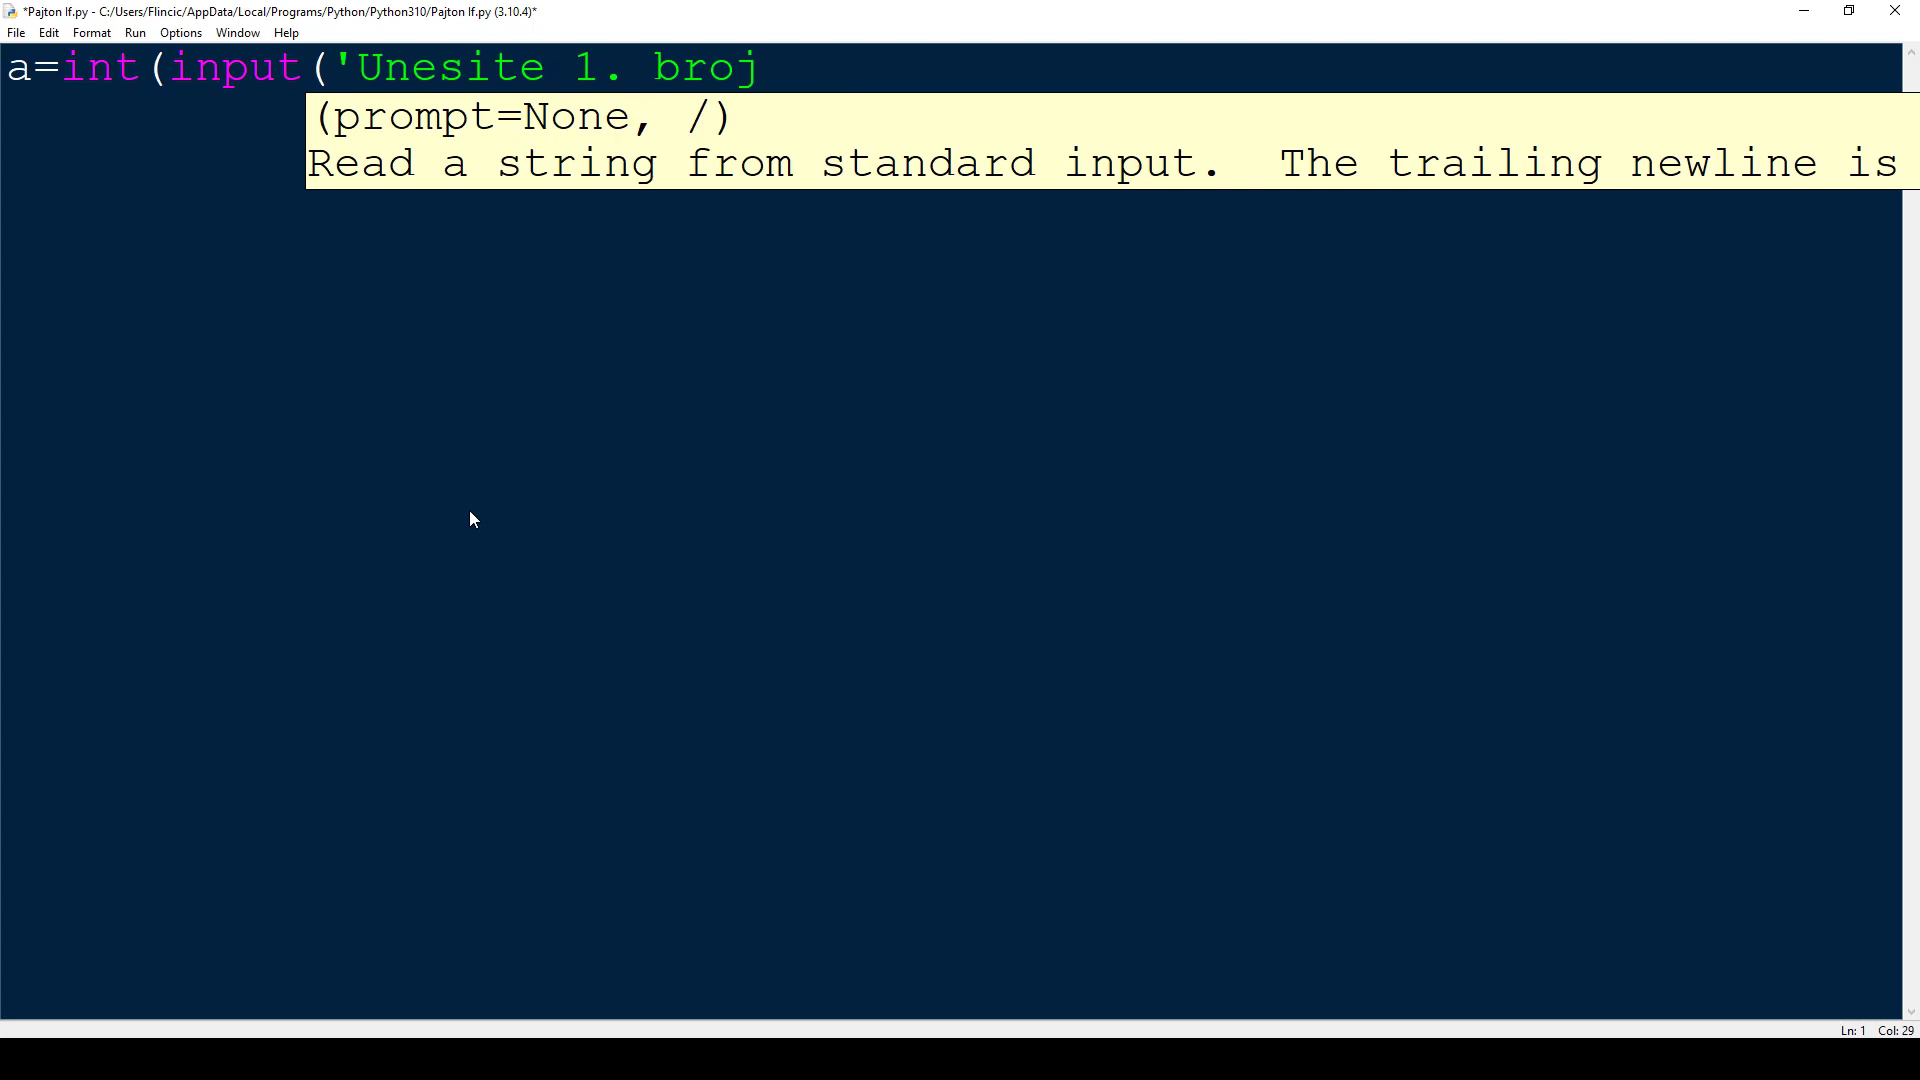 *Pajton If.py - C:/Users/Flincic/AppData/Local/Programs/Python/Python310/Pajton If.py (3.10.4)*
File Edit Format Run Options Window Help
a=int(input('Unesite 1. broj
(prompt=None, /)
Read a string from standard input.  The trailing newline is
Ln: 1 Col: 29